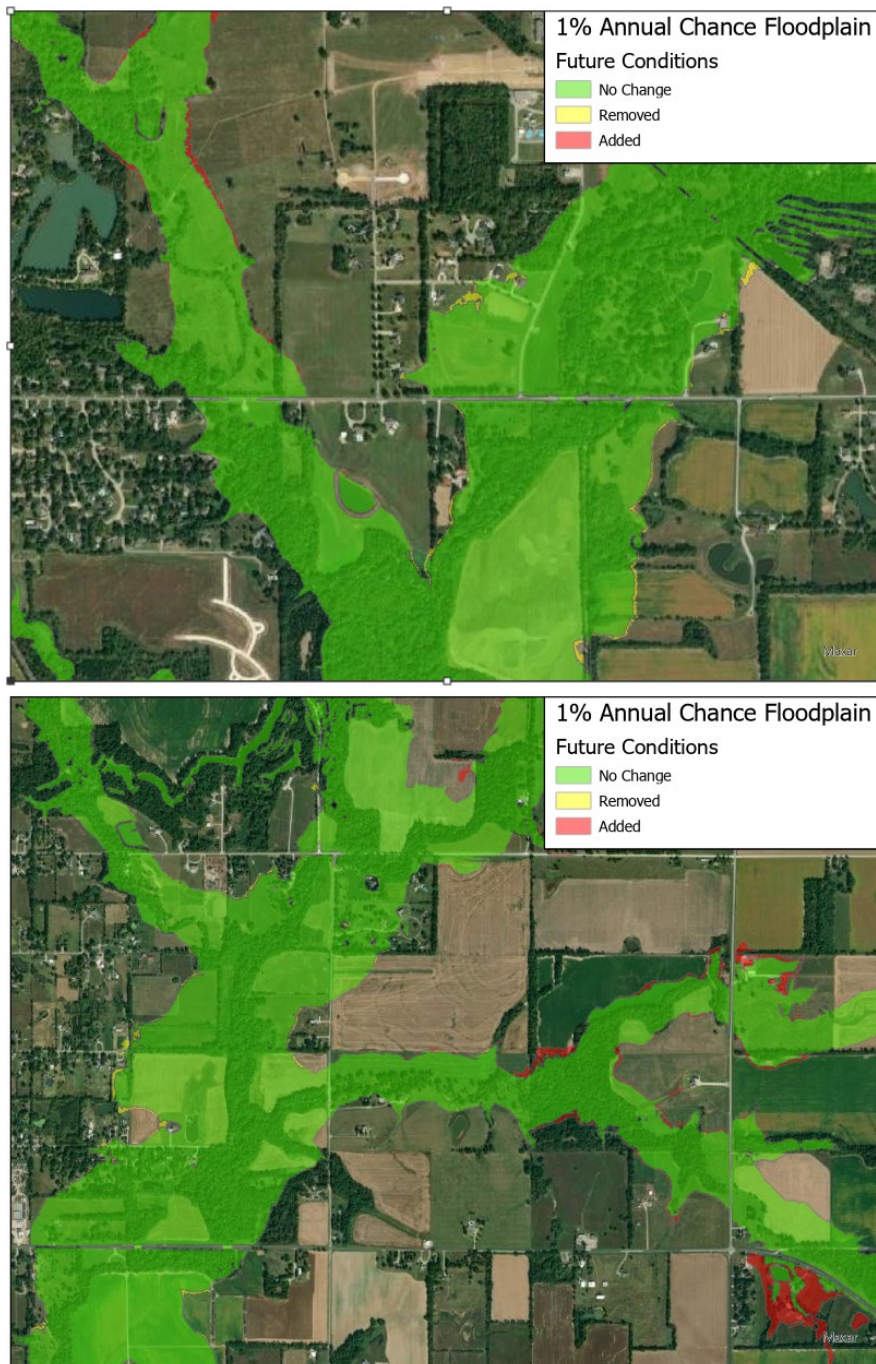 1% Annual Chance Floodplain
Future Conditions
No Change
Removed
Added
Maxar
1% Annual Chance Floodplain
Future Conditions
No Change
Removed
Added
Maxar